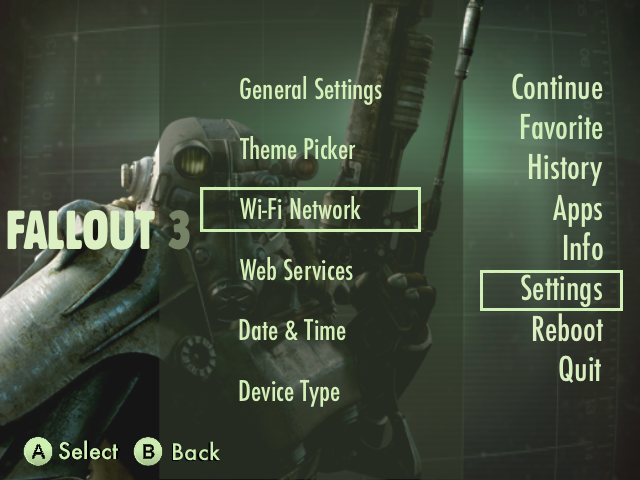 General Settings
Theme Picker
Wi-Fi Network
Web Services
Date & Time
Device Type
FALLOUT 3
Continue
Favorite
History
Apps
Info
Settings
Reboot
Quit
A Select B Back